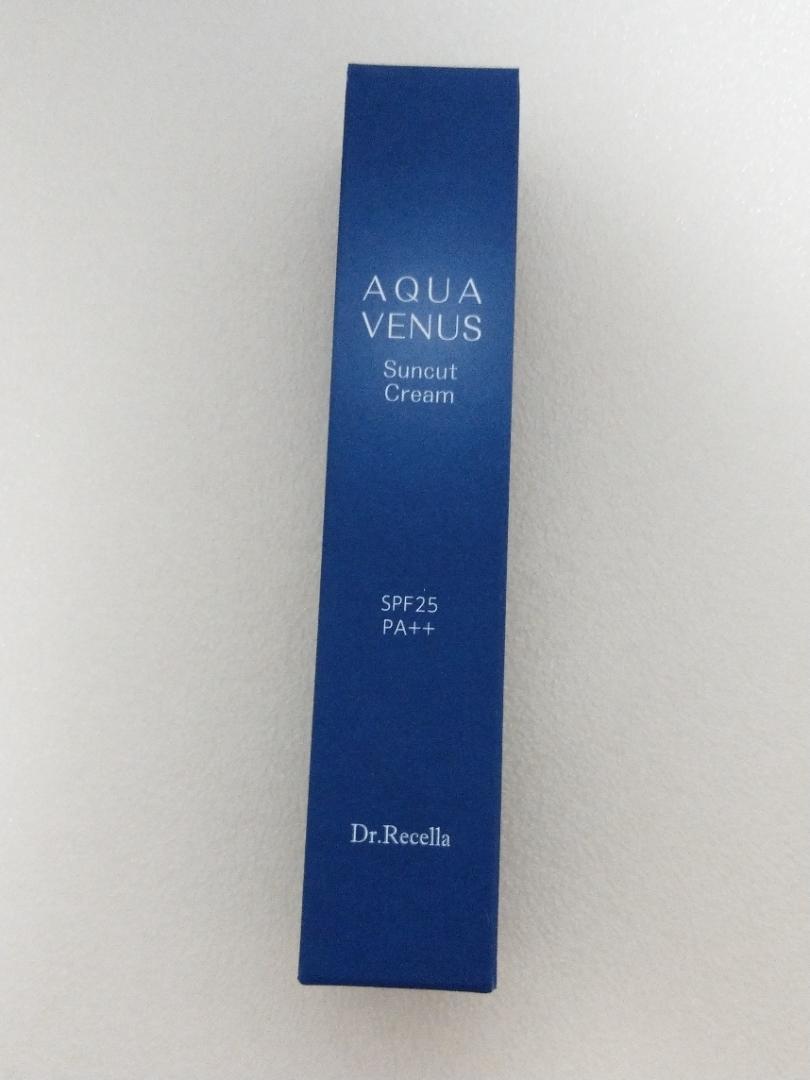 AQUA
VENUS
Suncut
Cream
SPF25
PA++
Dr.Recella